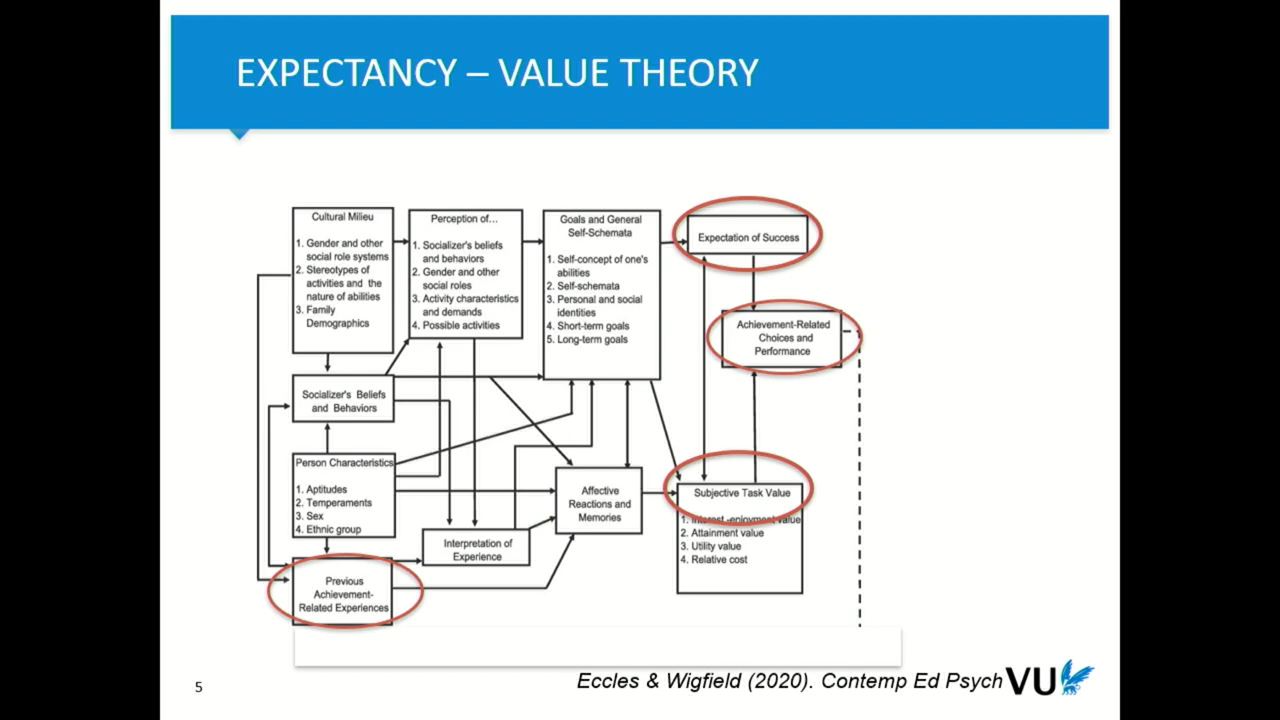 EXPECTANCY – VALUE THEORY
Cultural Milieu
1. Gender and other
social role systems
2. Stereotypes of
activities and the
nature of abilities
3. Family
Demographics
Perception of...
1. Socializer's beliefs
and behaviors
2. Gender and other
social roles
3. Activity characteristics
and demands
4. Possible activities
Goals and General
Self-Schemata
1. Self-concept of one's
abilities
2. Self-schemata
3. Personal and social
identities
4. Short-term goals
5. Long-term goals
Expectation of Success
Achievement-Related
Choices and
Performance
Socializer's Beliefs
and Behaviors
Person Characteristics
1. Aptitudes
2. Temperaments
3. Sex
4. Ethnic group
Previous
Achievement-
Related Experiences
Interpretation of
Experience
Affective
Reactions and
Memories
Subjective Task Value
1. Interest -enjoyment value
2. Attainment value
3. Utility value
4. Relative cost
5
Eccles & Wigfield (2020). Contemp Ed Psych
VU